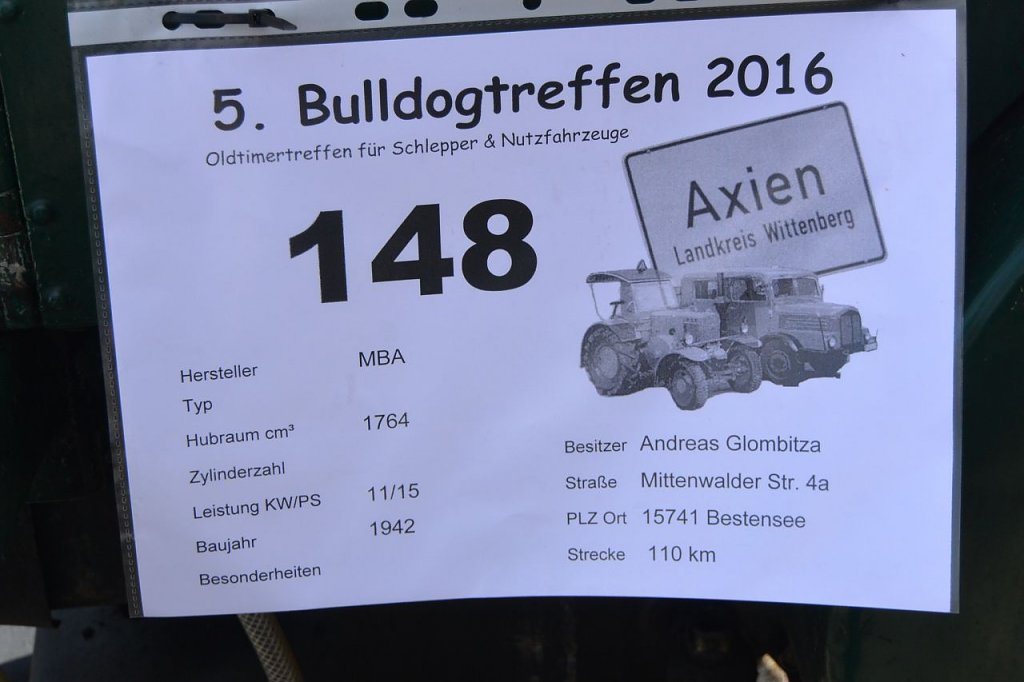 5. Bulldogtreffen 2016
Oldtimertreffen für Schlepper & Nutzfahrzeuge
Axien
Landkreis Wittenberg
148
Hersteller MBA
Typ
Hubraum cm³ 1764
Zylinderzahl
Leistung KW/PS 11/15
Baujahr 1942
Besonderheiten
Besitzer Andreas Glombitza
Straße Mittenwalder Str. 4a
PLZ Ort 15741 Bestensee
Strecke 110 km